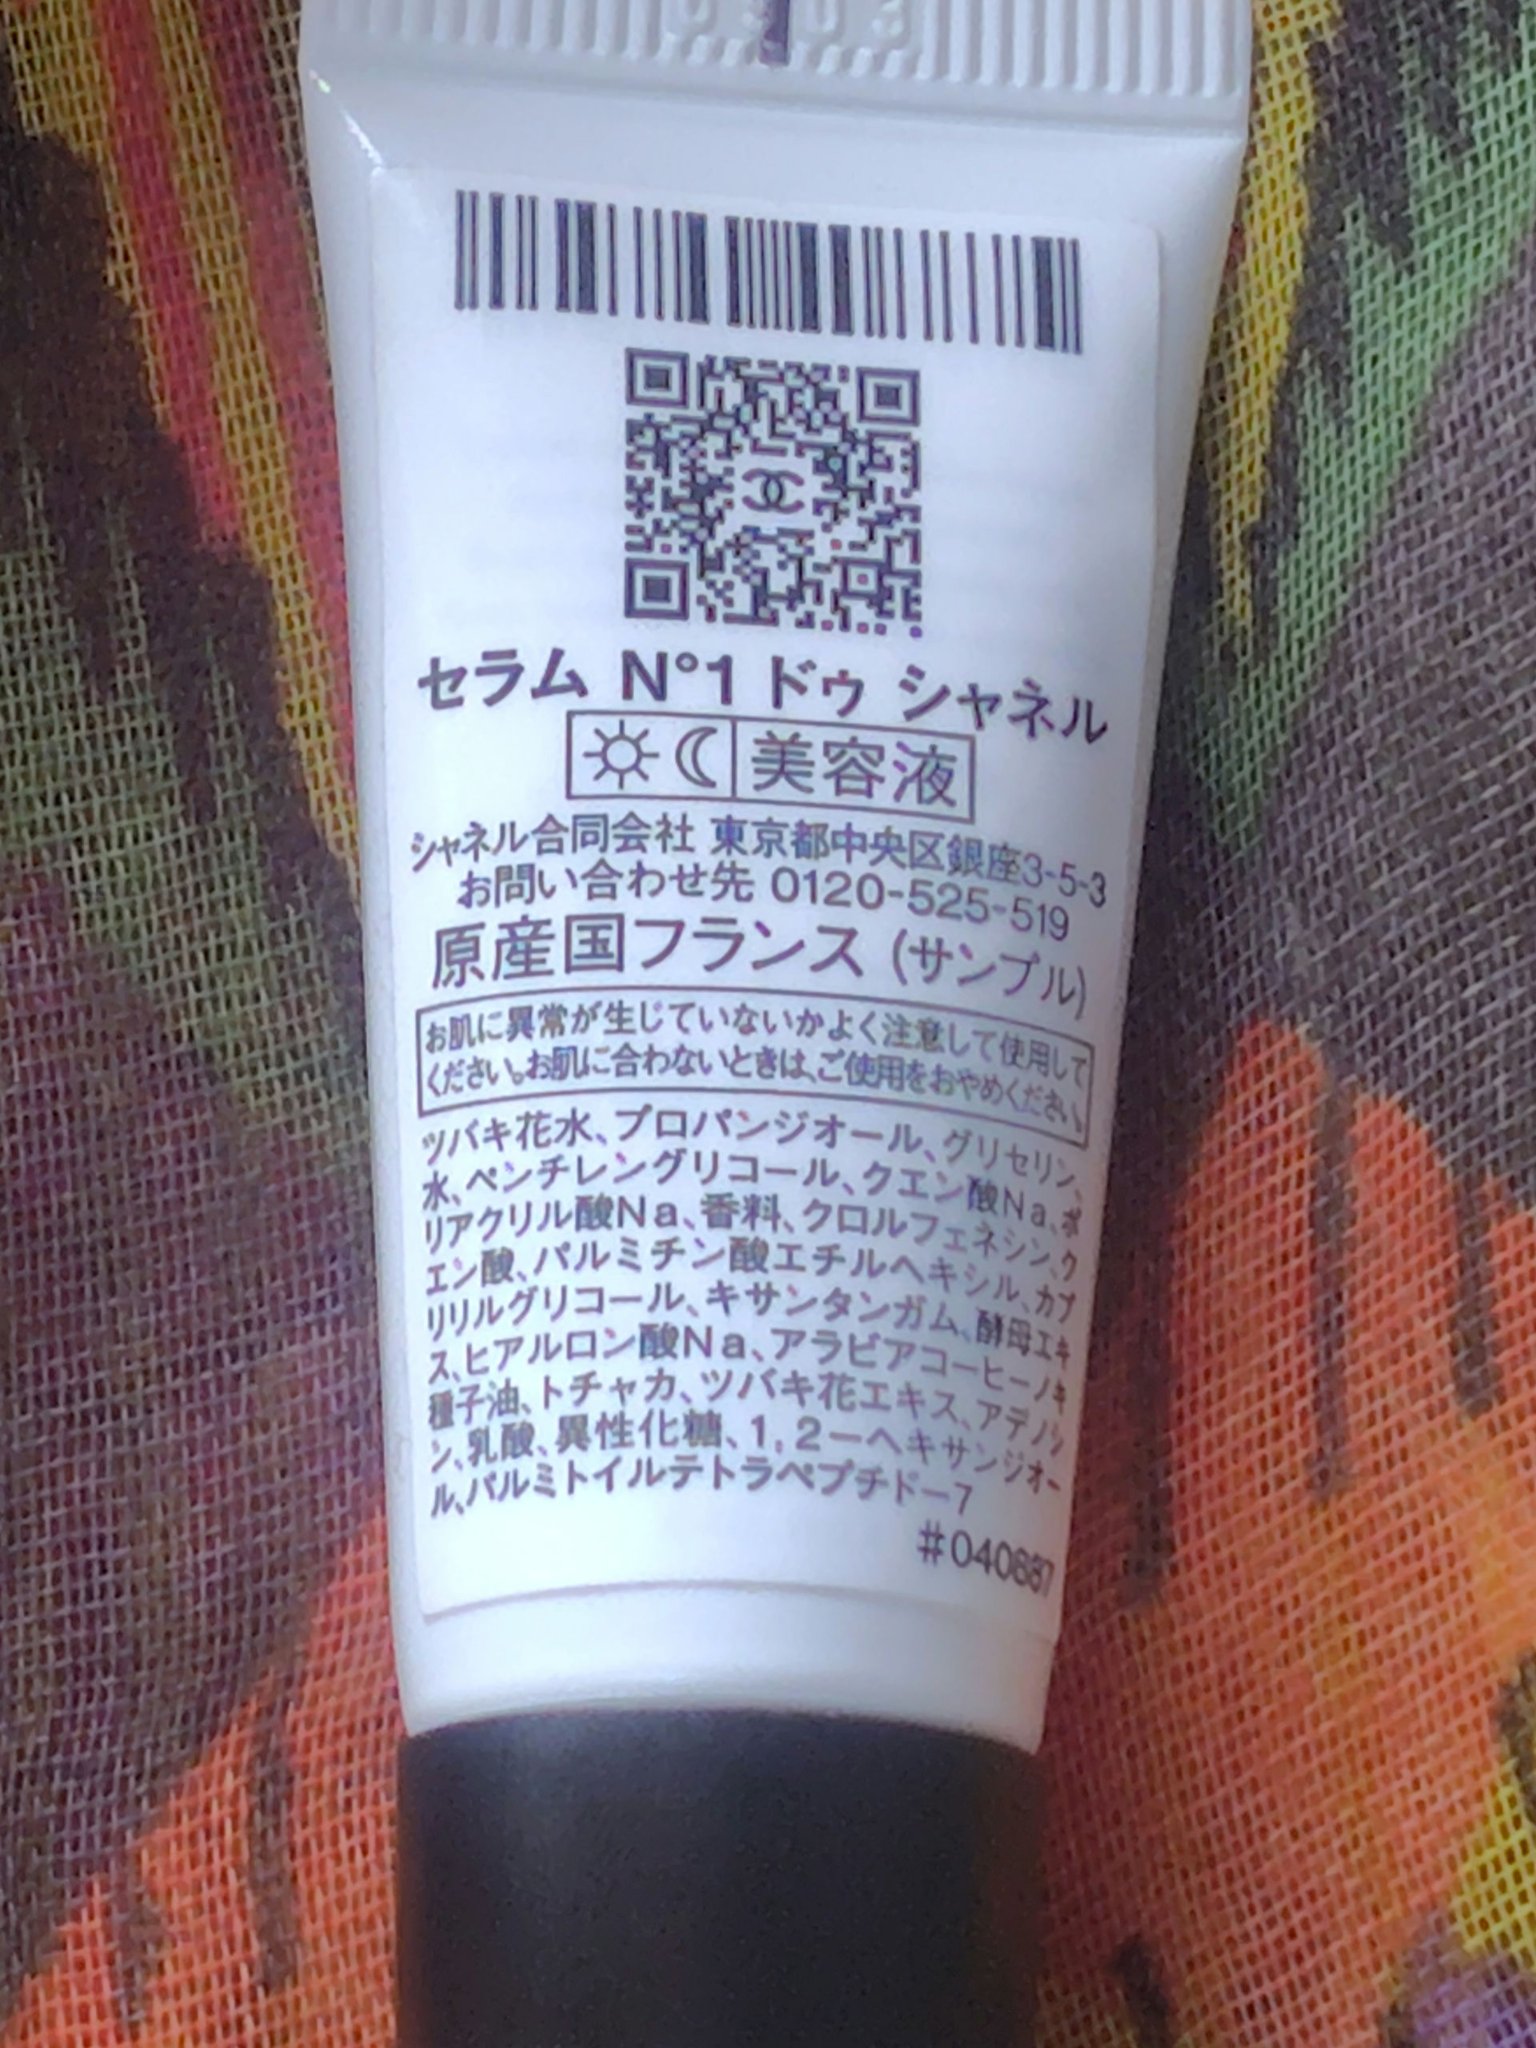 0303
セラム N°1 ドゥ シャネル
美容液
シャネル合同会社 東京都中央区銀座3-5-3
お問い合わせ先 0120-525-519
原産国フランス (サンプル)
お肌に異常が生じていないかよく注意して使用して
ください。お肌に合わないときは、ご使用をおやめください。
ツバキ花水、プロパンジオール、グリセリン、
水、ペンチレングリコール、クエン酸Na、ポ
リアクリル酸Na、香料、クロルフェネシン、ク
エン酸、パルミチン酸エチルヘキシル、カプ
リリルグリコール、キサンタンガム、酵母エキ
ス、ヒアルロン酸Na、アラビアコーヒーノキ
種子油、トチャカ、ツバキ花エキス、アデノシ
ン、乳酸、異性化糖、1,2ーヘキサンジオー
ル、パルミトイルテトラペプチドー7
#040687